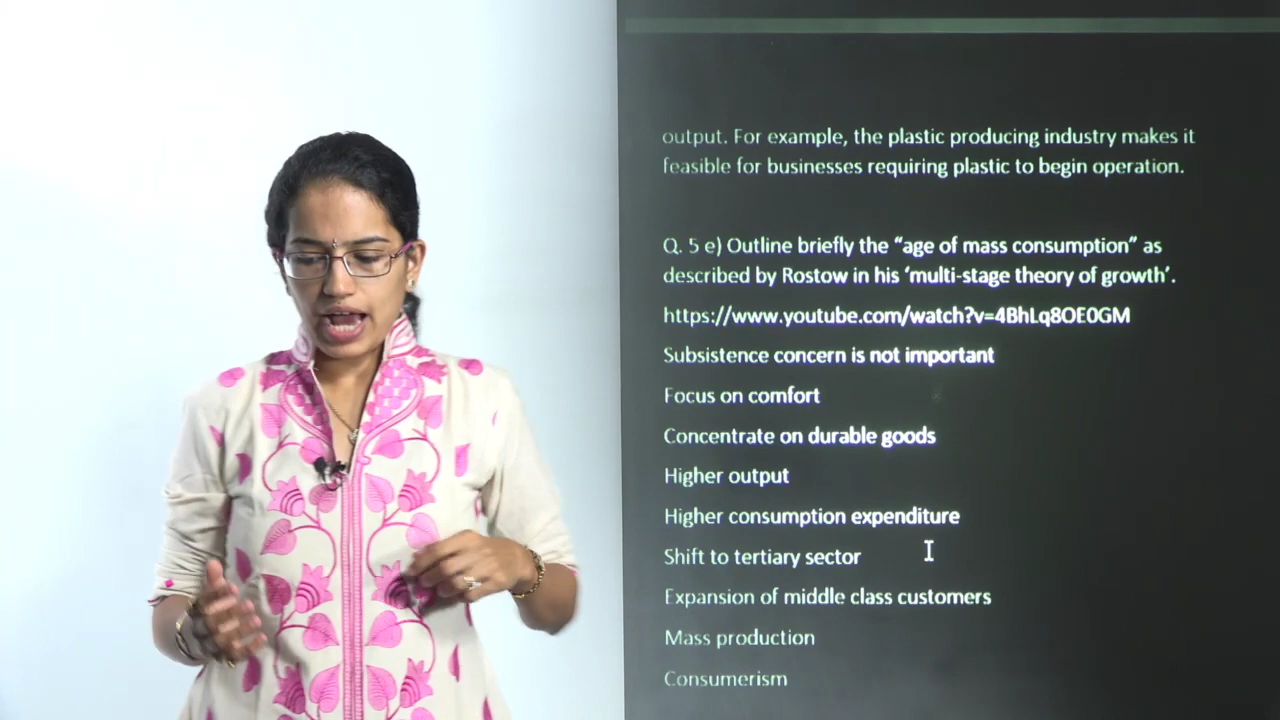 output. For example, the plastic producing industry makes it
feasible for businesses requiring plastic to begin operation.
Q. 5 e) Outline briefly the “age of mass consumption” as
described by Rostow in his ‘multi-stage theory of growth’.
https://www.youtube.com/watch?v=4BhLq8OE0GM
Subsistence concern is not important
Focus on comfort
Concentrate on durable goods
Higher output
Higher consumption expenditure
Shift to tertiary sector
Expansion of middle class customers
Mass production
Consumerism